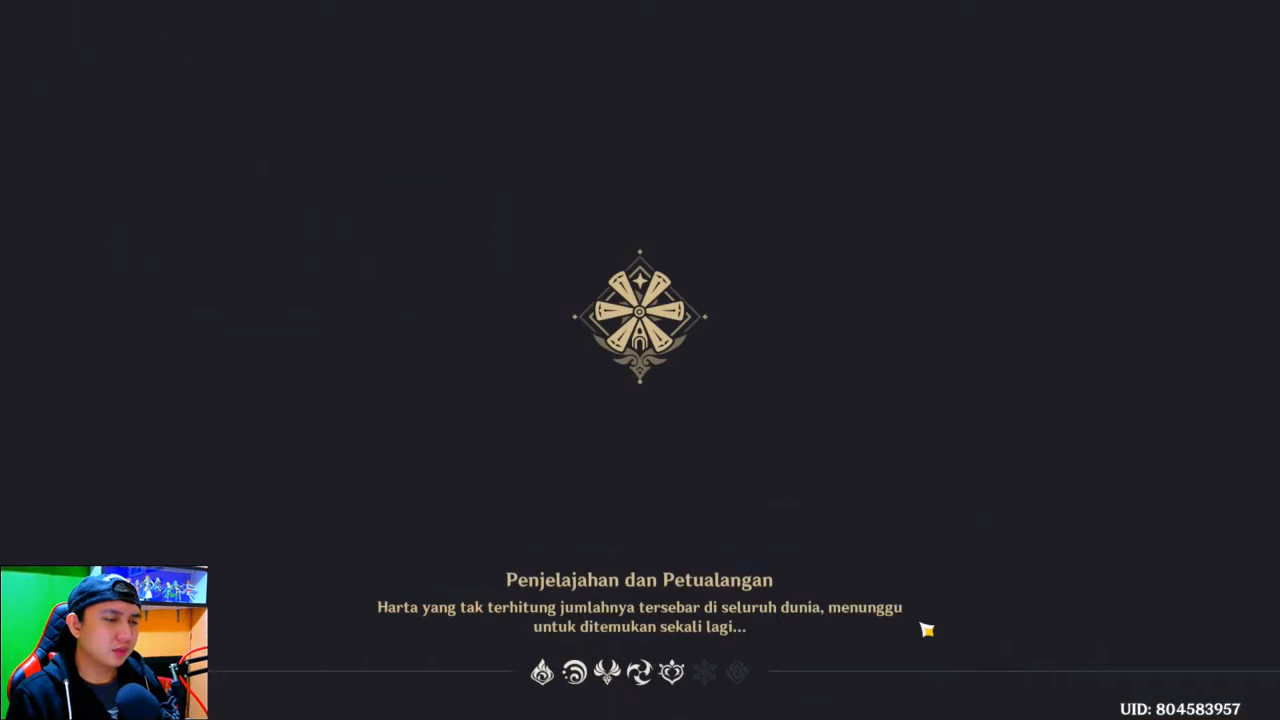 Penjelajahan dan Petualangan
Harta yang tak terhitung jumlahnya tersebar di seluruh dunia, menunggu
untuk ditemukan sekali lagi...
UID: 804583957